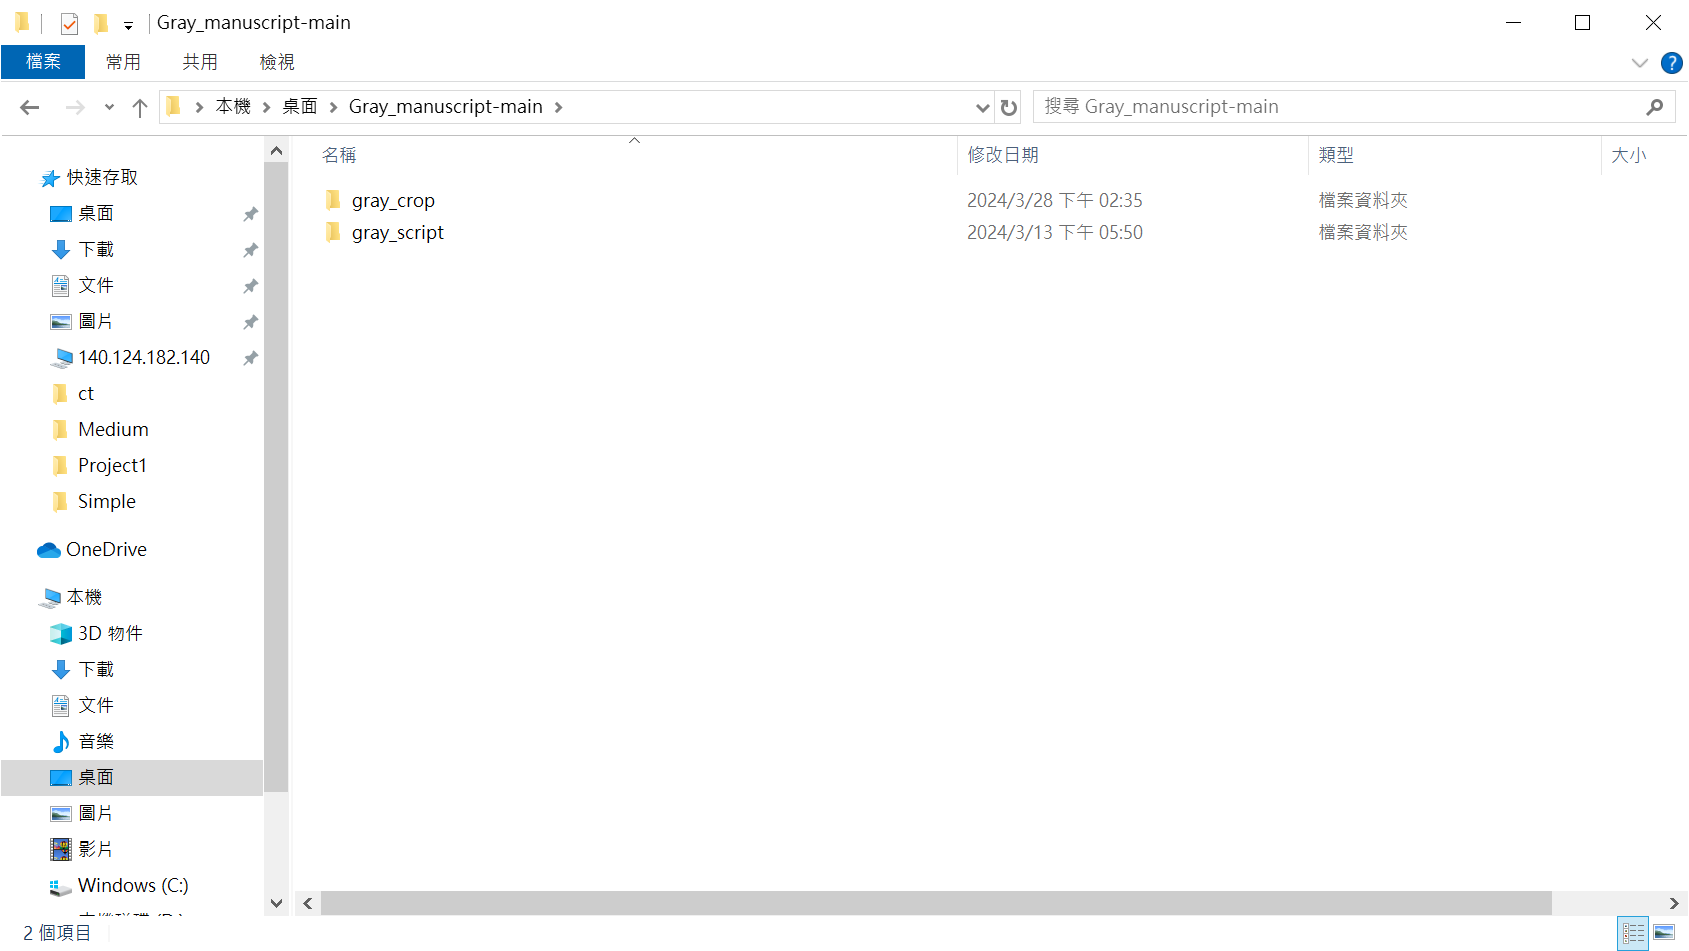 Gray_manuscript-main
檔案 常用 共用 檢視
本機 桌面 Gray_manuscript-main
搜尋 Gray_manuscript-main
快速存取
桌面
下載
文件
圖片
140.124.182.140
ct
Medium
Project1
Simple
OneDrive
本機
3D 物件
下載
文件
音樂
桌面
圖片
影片
Windows (C:)
名稱 修改日期 類型 大小
gray_crop 2024/3/28 下午 02:35 檔案資料夾
gray_script 2024/3/13 下午 05:50 檔案資料夾
2 個項目